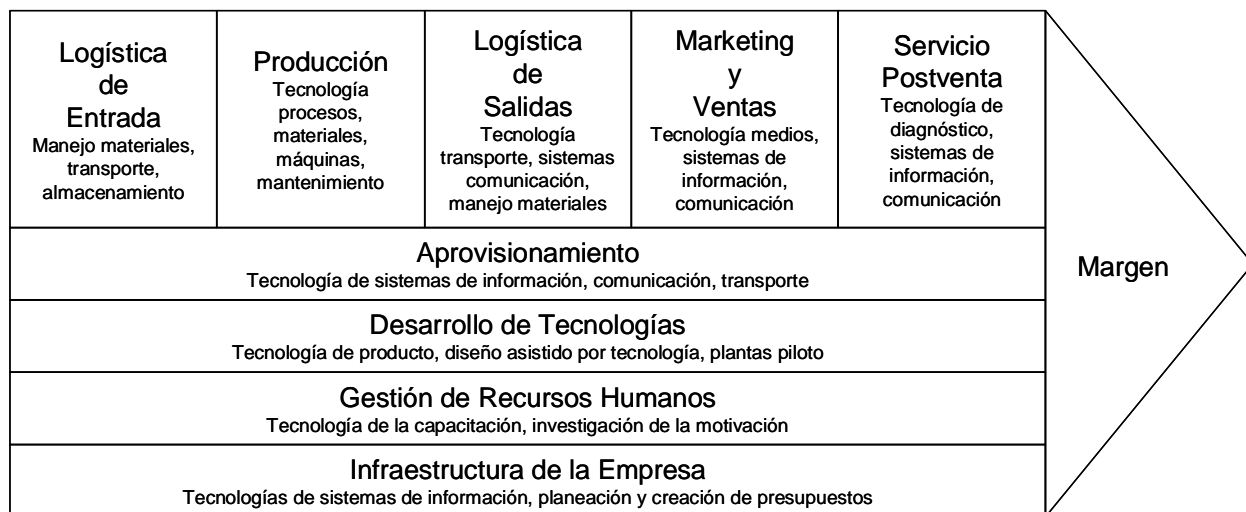 Logística
de
Entrada
Manejo materiales,
transporte,
almacenamiento
Producción
Tecnología
procesos,
materiales,
máquinas,
mantenimiento
Logística
de
Salidas
Tecnología
transporte, sistemas
comunicación,
manejo materiales
Marketing
y
Ventas
Tecnología medios,
sistemas de
información,
comunicación
Servicio
Postventa
Tecnología de
diagnóstico,
sistemas de
información,
comunicación
Aprovisionamiento
Tecnología de sistemas de información, comunicación, transporte
Desarrollo de Tecnologías
Tecnología de producto, diseño asistido por tecnología, plantas piloto
Gestión de Recursos Humanos
Tecnología de la capacitación, investigación de la motivación
Infraestructura de la Empresa
Tecnologías de sistemas de información, planeación y creación de presupuestos
Margen